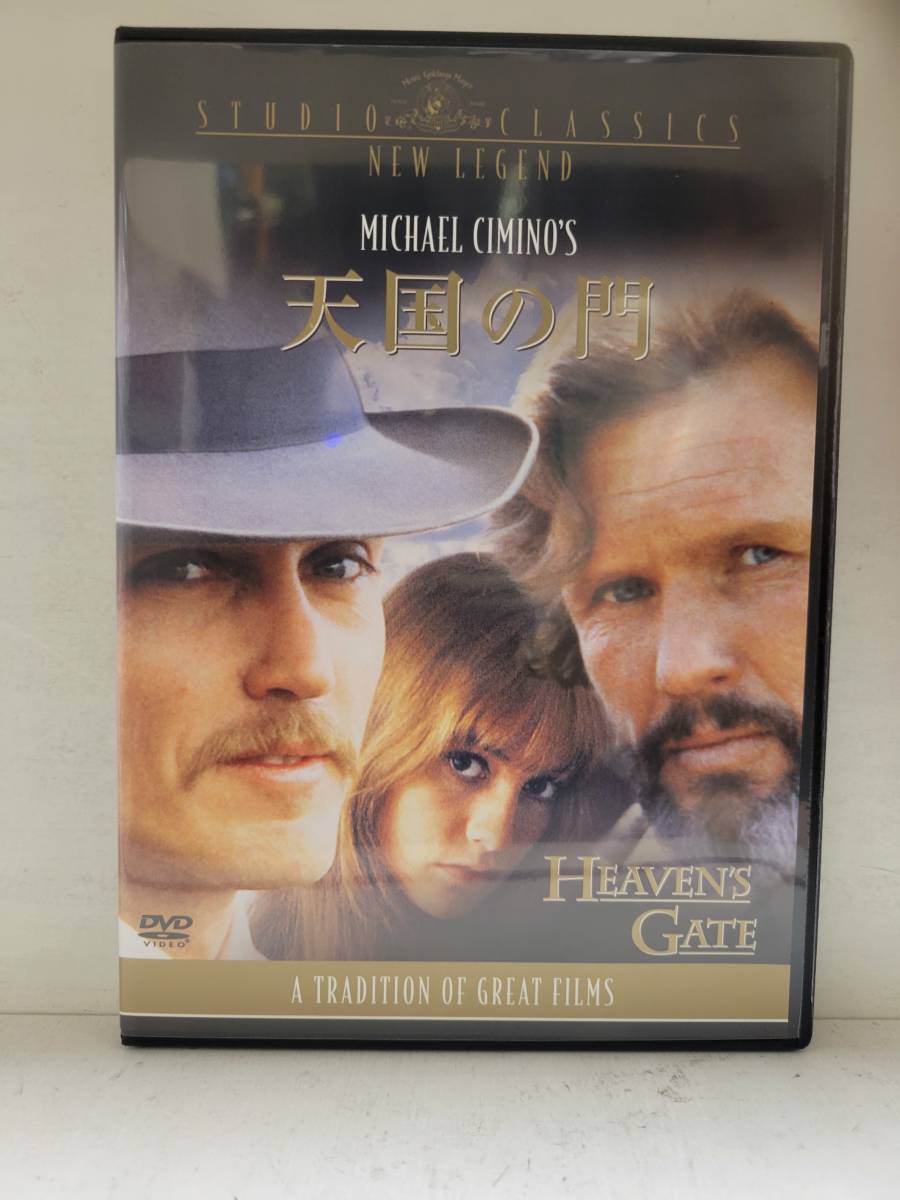 STUDIO CLASSICS
NEW LEGEND
MICHAEL CIMINO'S
天国の門
HEAVEN'S
GATE
DVD
VIDEO
A TRADITION OF GREAT FILMS